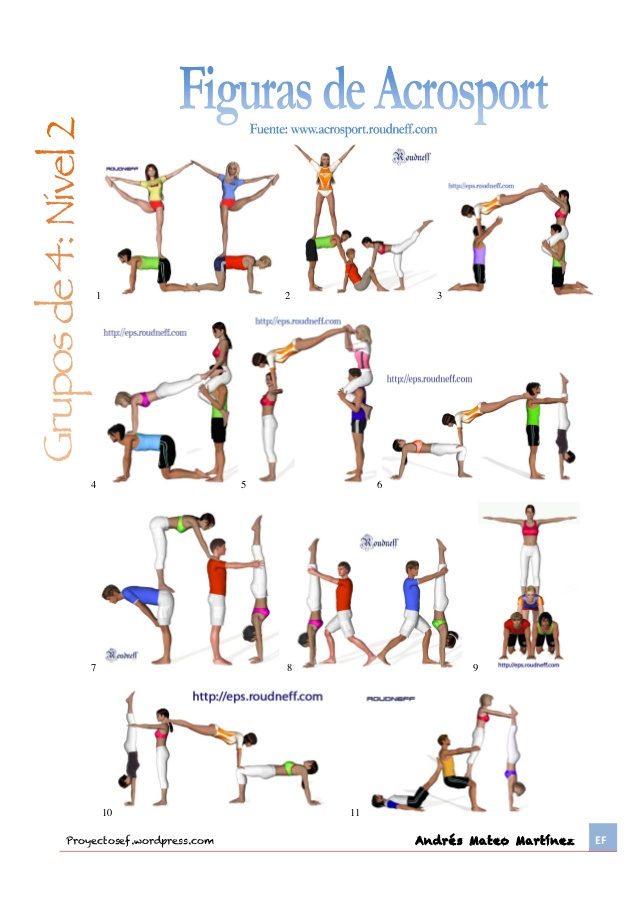 Figuras de Acrosport
Fuente: www.acrosport.roudneff.com
Grupos de 4: Nivel 2
ROUDNEFF
Roudneff
http://eps.roudneff.com
1
2
3
http://eps.roudneff.com
http://eps.roudneff.com
http://eps.roudneff.com
4
5
6
Roudneff
Roudneff
http://eps.roudneff.com
7
8
9
http://eps.roudneff.com
ROUDNEFF
10
11
Proyectosef.wordpress.com
Andrés Mateo Martínez
EF